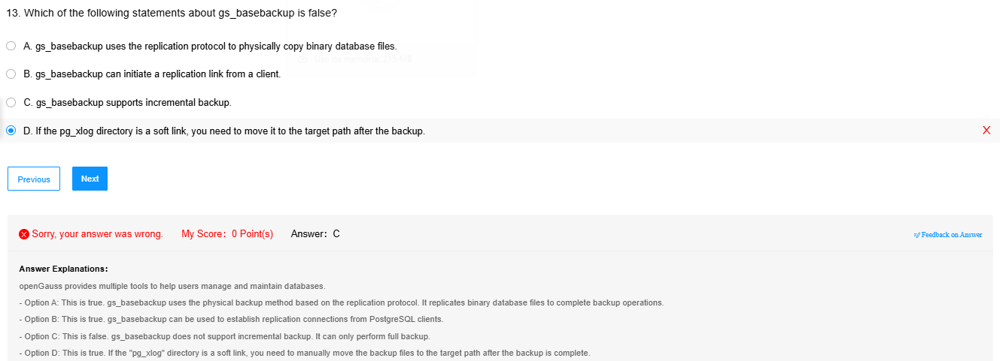 13. Which of the following statements about gs_basebackup is false?
A. gs_basebackup uses the replication protocol to physically copy binary database files.
B. gs_basebackup can initiate a replication link from a client.
C. gs_basebackup supports incremental backup.
D. If the pg_xlog directory is a soft link, you need to move it to the target path after the backup.
Previous
Next
Sorry, your answer was wrong. My Score: 0 Point(s) Answer: C
Feedback on Answer
Answer Explanations:
openGauss provides multiple tools to help users manage and maintain databases.
- Option A: This is true. gs_basebackup uses the physical backup method based on the replication protocol. It replicates binary database files to complete backup operations.
- Option B: This is true. gs_basebackup can be used to establish replication connections from PostgreSQL clients.
- Option C: This is false. gs_basebackup does not support incremental backup. It can only perform full backup.
- Option D: This is true. If the "pg_xlog" directory is a soft link, you need to manually move the backup files to the target path after the backup is complete.